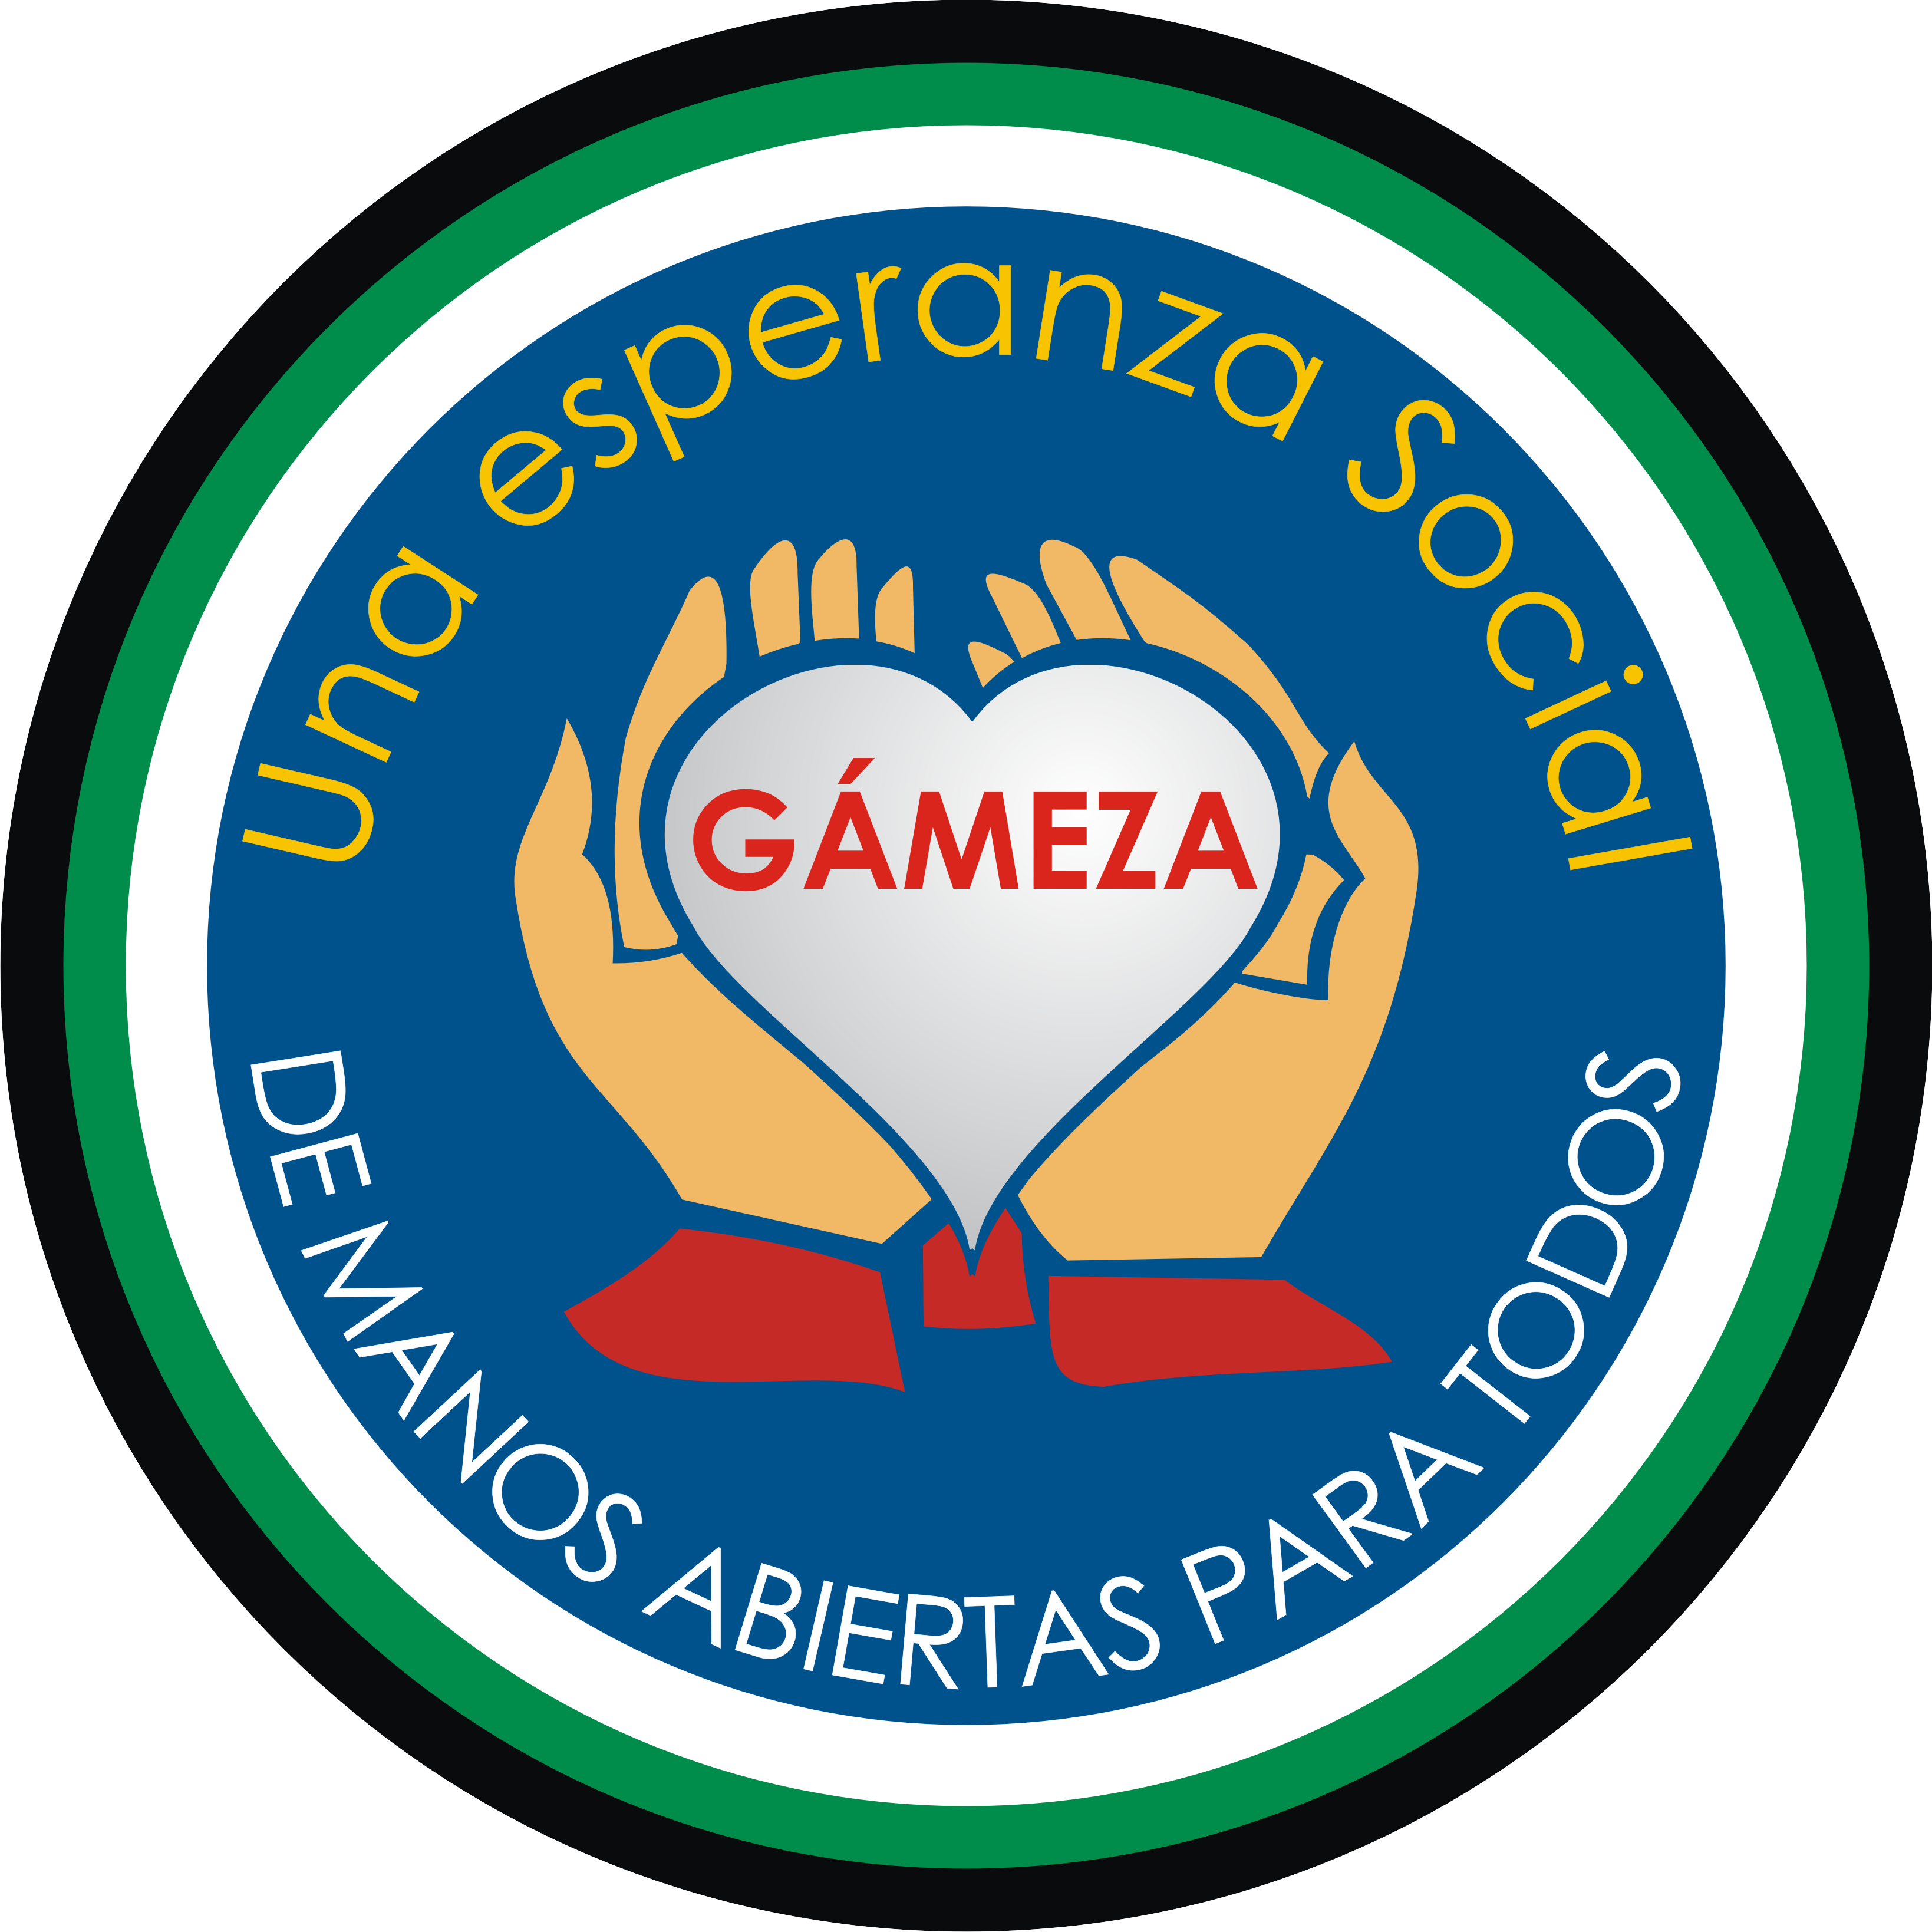 Una esperanza Social
GÁMEZA
DE MANOS ABIERTAS PARA TODOS